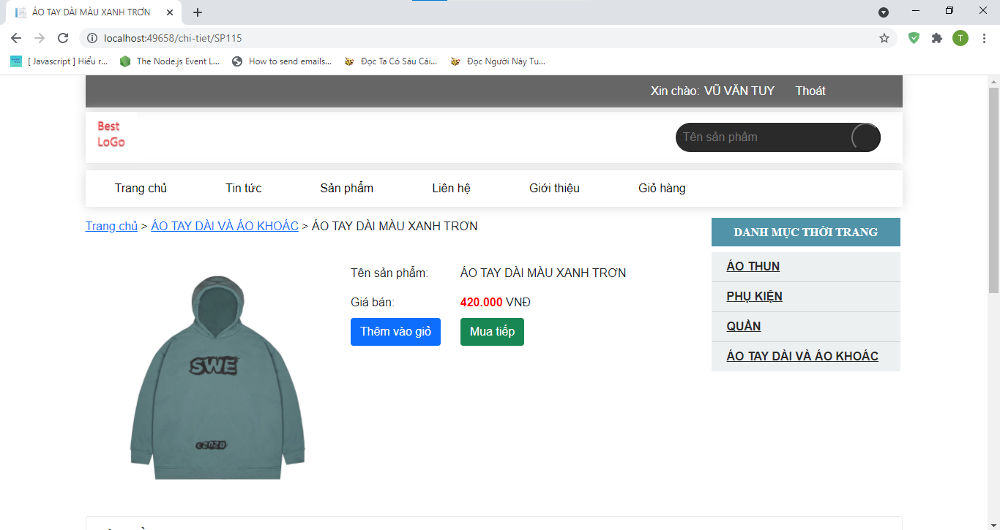 ÁO TAY DÀI MÀU XANH TRƠN
localhost:49658/chi-tiet/SP115
T
[ Javascript ] Hiểu r...
The Node.js Event L...
How to send emails...
Đọc Ta Có Sáu Cái...
Đọc Người Này Tu...
Xin chào: VŨ VĂN TUY
Thoát
Best
LoGo
Tên sản phẩm
Trang chủ
Tin tức
Sản phẩm
Liên hệ
Giới thiệu
Giỏ hàng
Trang chủ > ÁO TAY DÀI VÀ ÁO KHOÁC > ÁO TAY DÀI MÀU XANH TRƠN
Tên sản phẩm: ÁO TAY DÀI MÀU XANH TRƠN
Giá bán: 420.000 VNĐ
Thêm vào giỏ
Mua tiếp
SWE
C2020
DANH MỤC THỜI TRANG
ÁO THUN
PHỤ KIỆN
QUẦN
ÁO TAY DÀI VÀ ÁO KHOÁC